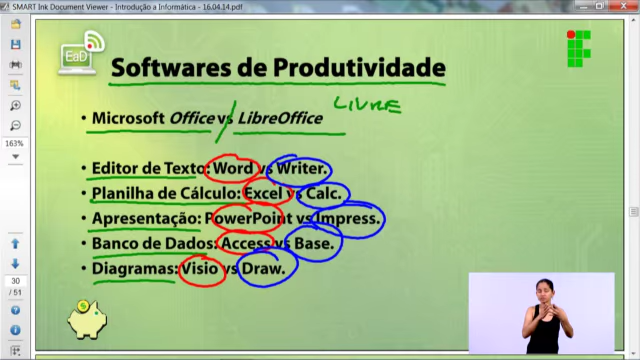 SMART Ink Document Viewer - Introdução a Informática - 16.04.14.pdf
EaD
Softwares de Produtividade
LIVRE
• Microsoft Office vs LibreOffice
• Editor de Texto: Word vs Writer.
• Planilha de Cálculo: Excel vs Calc.
• Apresentação: PowerPoint vs Impress.
• Banco de Dados: Access vs Base.
• Diagramas: Visio vs Draw.
163%
30
/ 51
$